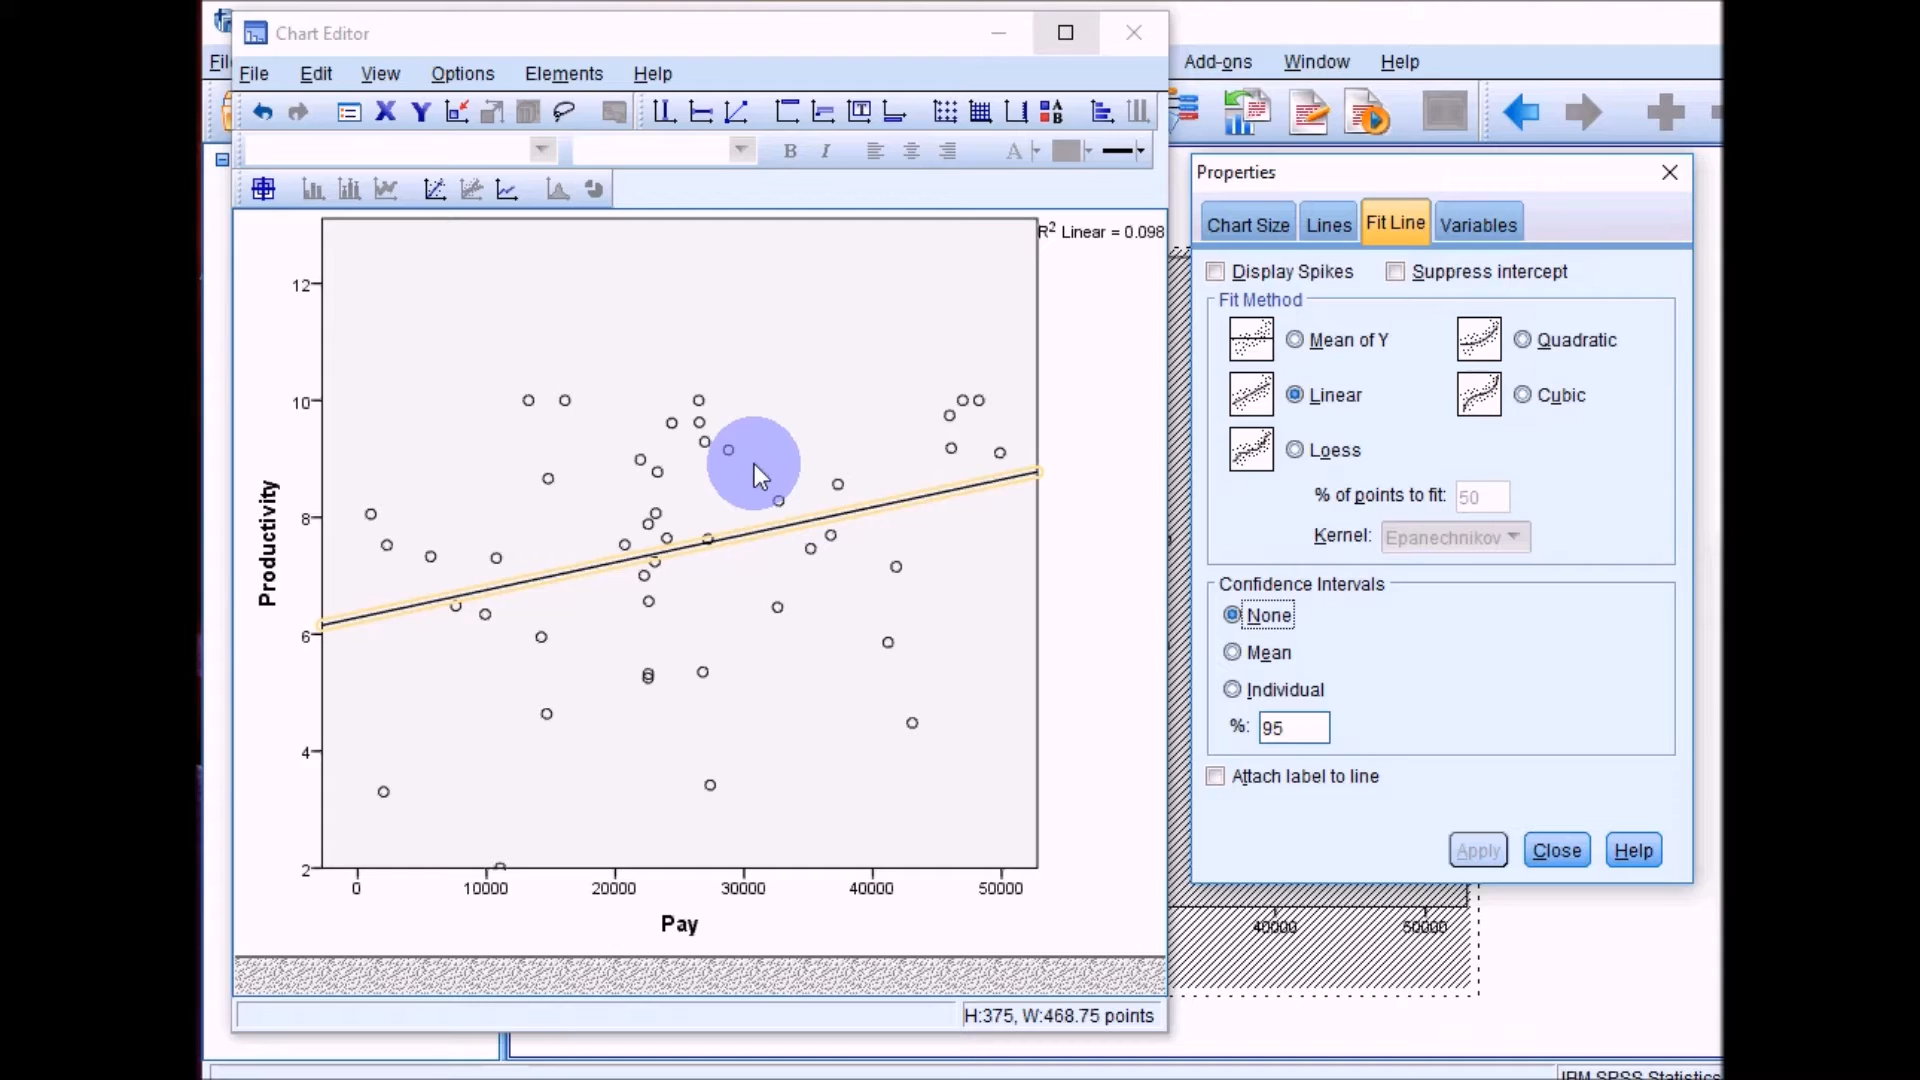 Chart Editor
File Edit View Options Elements Help
Add-ons Window Help
B I A
R² Linear = 0.098
12
10
8
6
4
2
Productivity
0 10000 20000 30000 40000 50000
Pay
H:375, W:468.75 points
Properties
Chart Size Lines Fit Line Variables
Display Spikes Suppress intercept
Fit Method
Mean of Y Quadratic
Linear Cubic
Loess
% of points to fit: 50
Kernel: Epanechnikov
Confidence Intervals
None
Mean
Individual
%: 95
Attach label to line
Apply Close Help
40000 50000
IBM SPSS Statistics